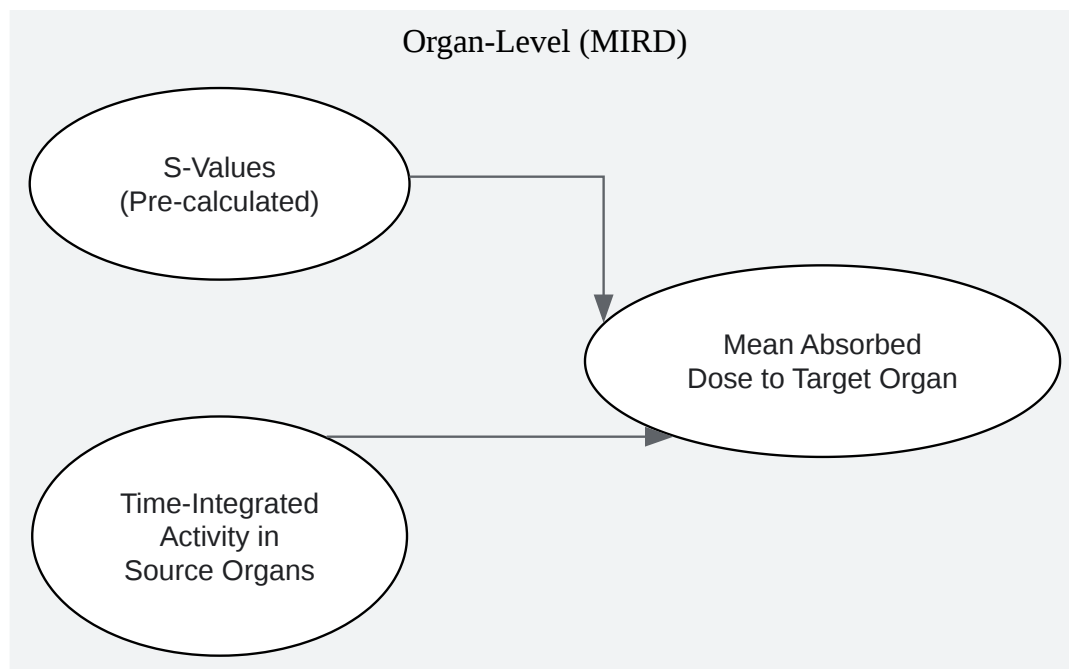 Organ-Level (MIRD)
S-Values
(Pre-calculated)
Mean Absorbed
Dose to Target Organ
Time-Integrated
Activity in
Source Organs